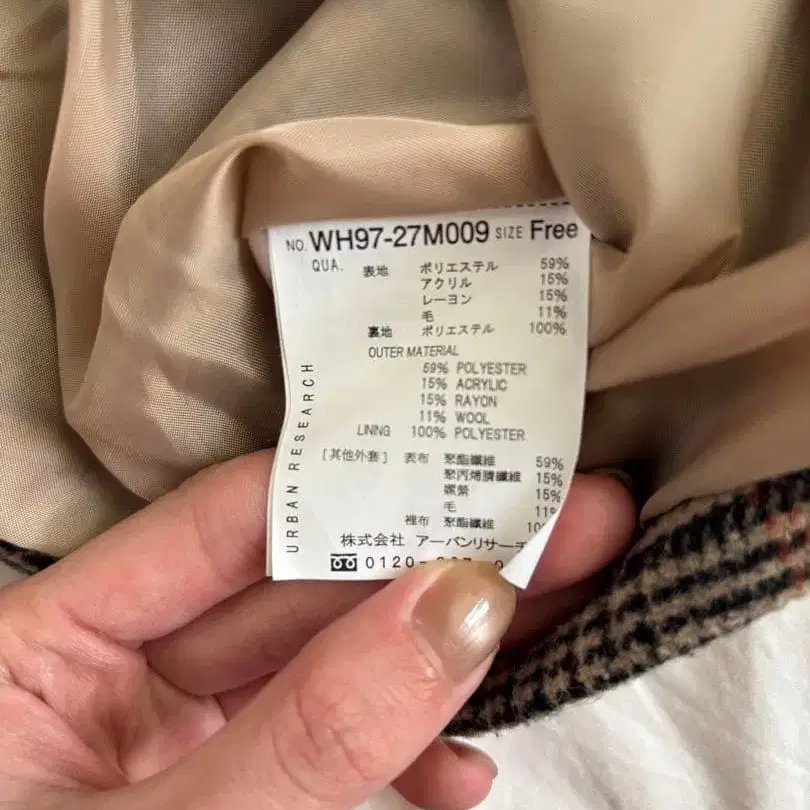 NO. WH97-27M009 SIZE Free
QUA. 表地 ポリエステル 59%
アクリル 15%
レーヨン 15%
毛 11%
裏地 ポリエステル 100%
OUTER MATERIAL
59% POLYESTER
15% ACRYLIC
15% RAYON
11% WOOL
LINING 100% POLYESTER
[其他外套] 表布 聚酯纖維 59%
聚丙烯腈纖維 15%
嫘縈 15%
毛 11%
裡布 聚酯纖維
株式会社 アーバンリサーチ
0120-
URBAN RESEARCH